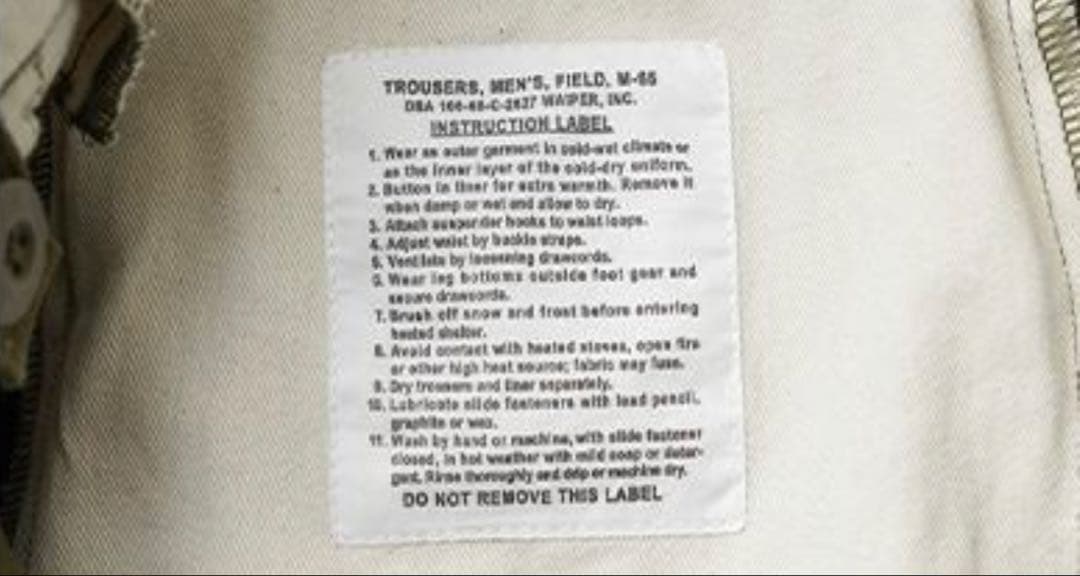 TROUSERS, MEN'S, FIELD, M-65
INSTRUCTION LABEL
1. Wear as outer garment in cold-wet climate or
as the inner layer of the cold-dry uniform.
2. Button in liner for extra warmth. Remove it
when damp or wet and allow to dry.
3. Attach suspender hooks to waist loops.
4. Adjust waist by buckle straps.
5. Ventilate by loosening drawcords.
6. Wear leg bottoms outside foot gear and
secure drawcords.
7. Brush off snow and frost before entering
heated shelter.
8. Avoid contact with heated stoves, open fire
or other high heat source; fabric may fuse.
9. Dry trousers and liner separately.
10. Lubricate slide fasteners with lead pencil,
graphite or wax.
11. Wash by hand or machine, with slide fastener
closed, in hot weather with mild soap or deter-
gent. Rinse thoroughly and drip or machine dry.
DO NOT REMOVE THIS LABEL